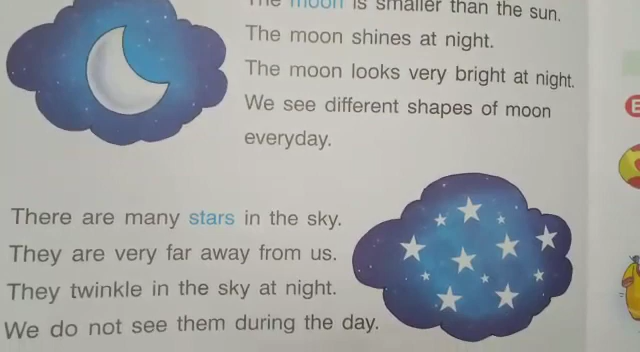 The moon is smaller than the sun.
The moon shines at night.
The moon looks very bright at night.
We see different shapes of moon
everyday.
There are many stars in the sky.
They are very far away from us.
They twinkle in the sky at night.
We do not see them during the day.
E